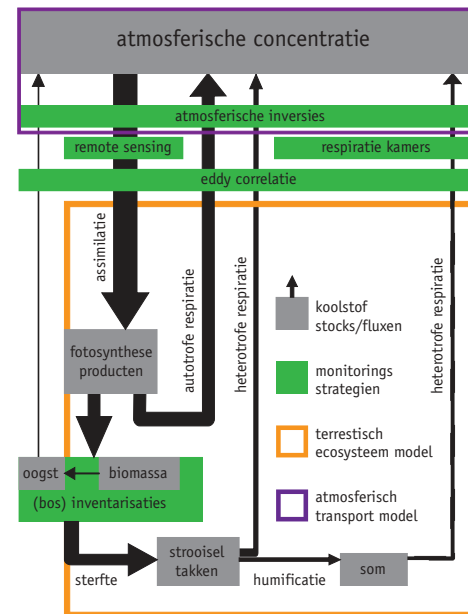 atmosferische concentratie
atmosferische inversies
remote sensing
respiratie kamers
eddy correlatie
assimilatie
autotrofe respiratie
heterotrofe respiratie
heterotrofe respiratie
koolstof
stocks/fluxen
fotosynthese
producten
monitorings
strategien
terrestisch
ecosysteem model
oogst
biomassa
(bos) inventarisaties
atmosferisch
transport model
strooisel
takken
sterfte
humificatie
som